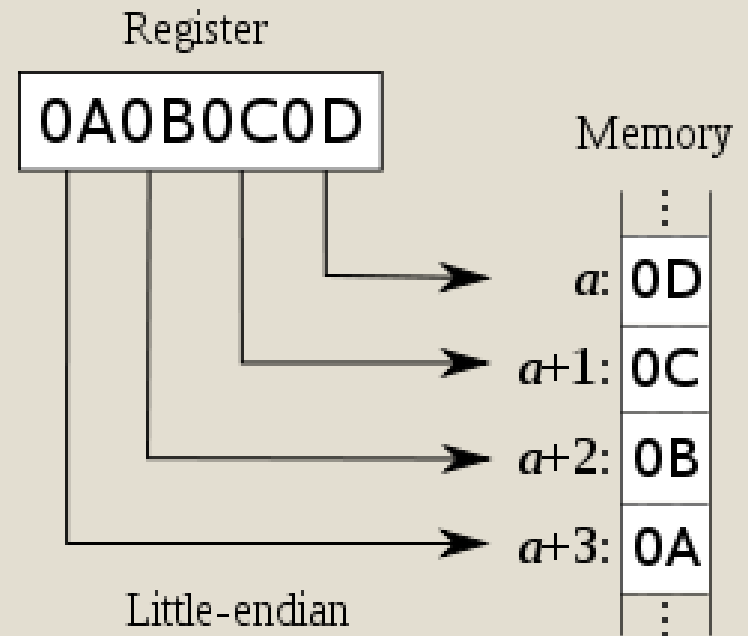 Register
0A0B0C0D
Memory
a: 0D
a+1: 0C
a+2: 0B
a+3: 0A
Little-endian